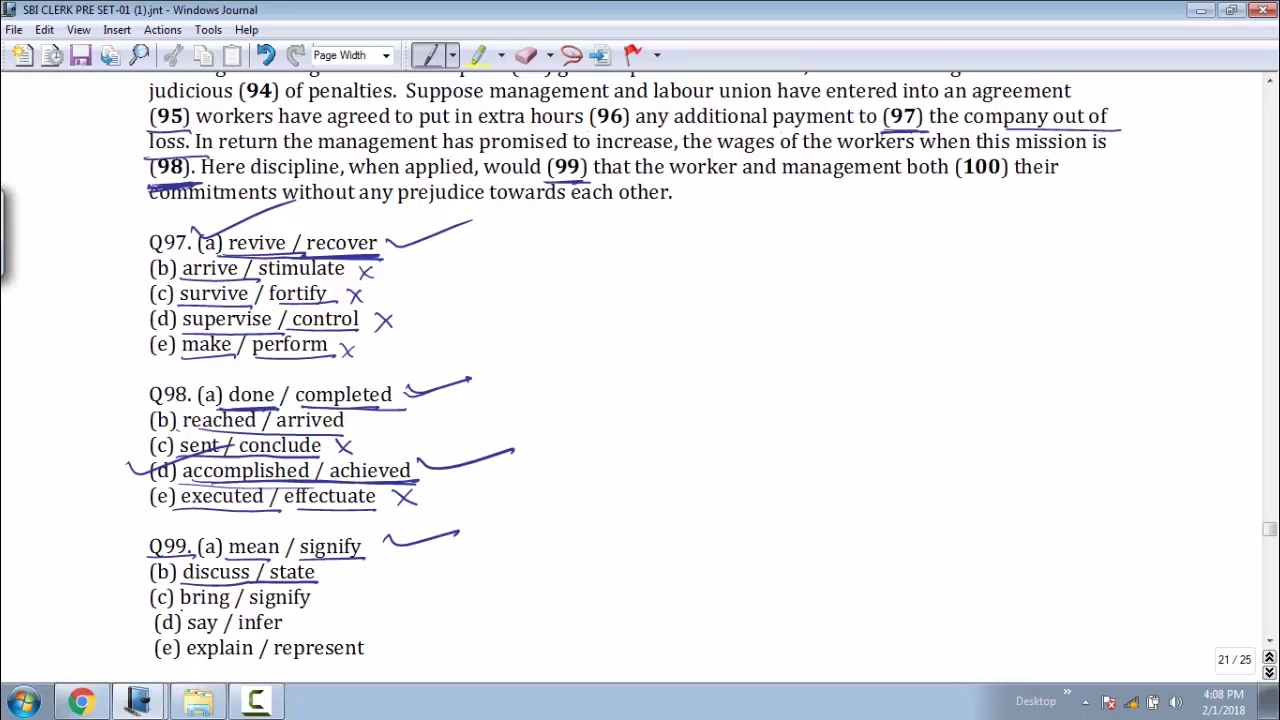 SBI CLERK PRE SET-01 (1).jnt - Windows Journal
File Edit View Insert Actions Tools Help
Page Width
judicious (94) of penalties. Suppose management and labour union have entered into an agreement
(95) workers have agreed to put in extra hours (96) any additional payment to (97) the company out of
loss. In return the management has promised to increase, the wages of the workers when this mission is
(98). Here discipline, when applied, would (99) that the worker and management both (100) their
commitments without any prejudice towards each other.
Q97. (a) revive / recover
(b) arrive / stimulate
(c) survive / fortify
(d) supervise / control
(e) make / perform
Q98. (a) done / completed
(b) reached / arrived
(c) sent / conclude
(d) accomplished / achieved
(e) executed / effectuate
Q99. (a) mean / signify
(b) discuss / state
(c) bring / signify
(d) say / infer
(e) explain / represent
21 / 25
Desktop
4:08 PM
2/1/2018